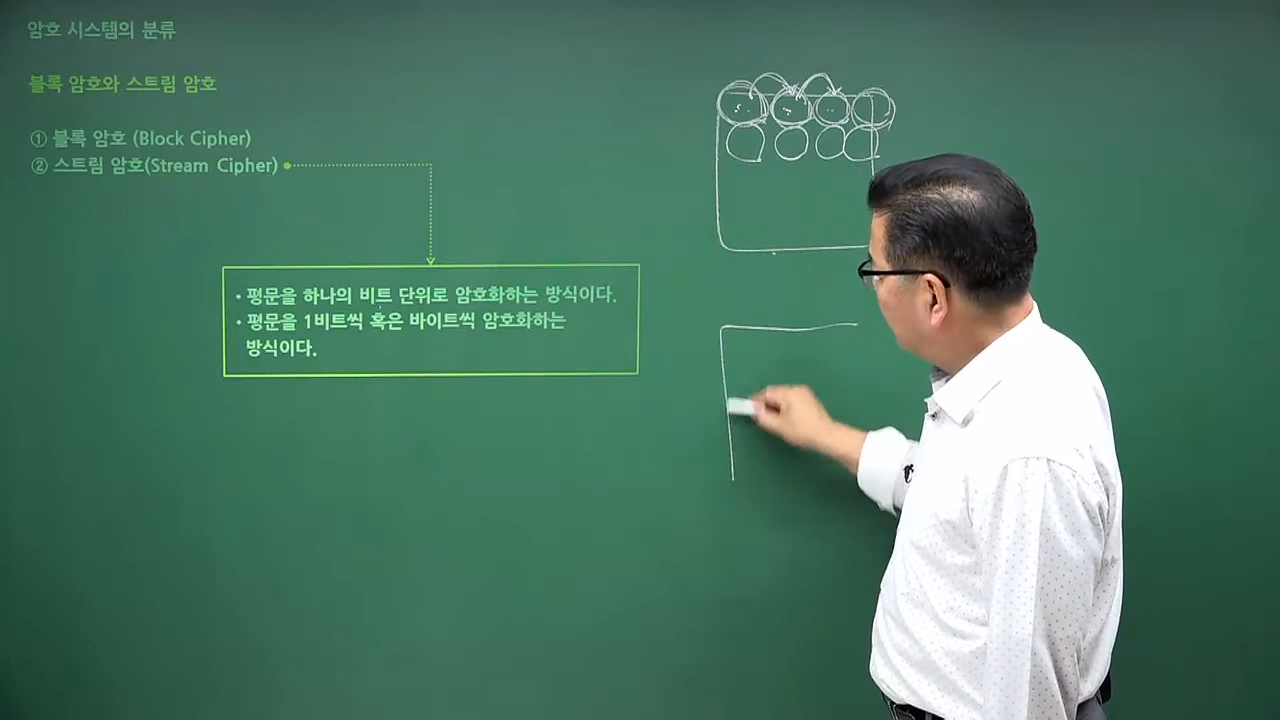 암호 시스템의 분류
블록 암호와 스트림 암호
① 블록 암호 (Block Cipher)
② 스트림 암호(Stream Cipher)
· 평문을 하나의 비트 단위로 암호화하는 방식이다.
· 평문을 1비트씩 혹은 바이트씩 암호화하는
방식이다.